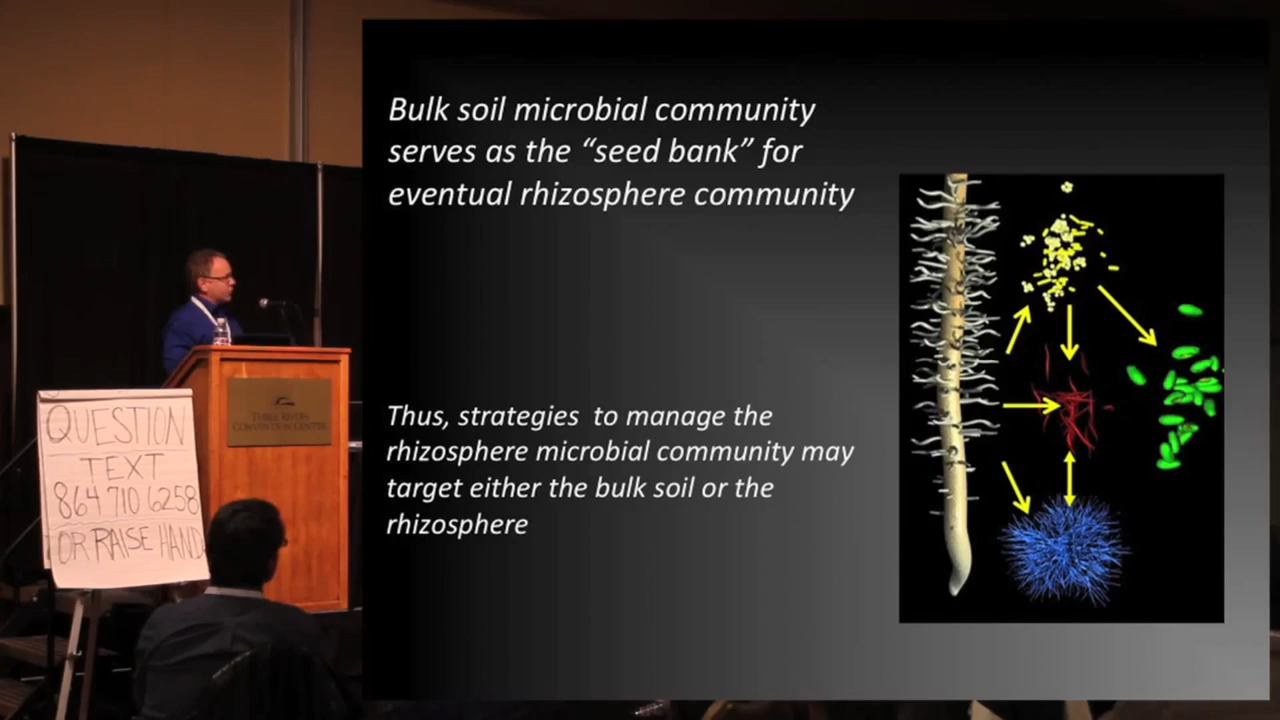 Bulk soil microbial community
serves as the “seed bank” for
eventual rhizosphere community
Thus, strategies to manage the
rhizosphere microbial community may
target either the bulk soil or the
rhizosphere
THREE RIVERS
CONVENTION CENTER
QUESTION
TEXT
864 710 6258
OR RAISE HAND